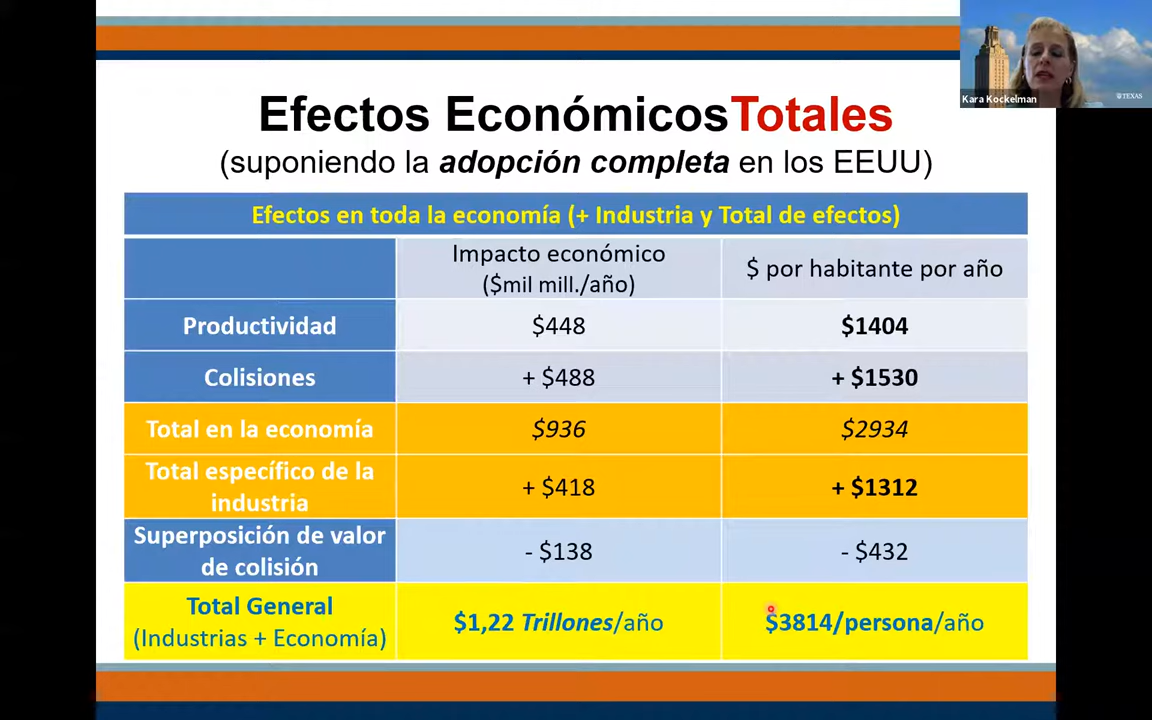 Kara Kockelman
TEXAS
Efectos EconómicosTotales
(suponiendo la adopción completa en los EEUU)
Efectos en toda la economía (+ Industria y Total de efectos)
Impacto económico
($mil mill./año)
$ por habitante por año
Productividad
$448
$1404
Colisiones
+ $488
+ $1530
Total en la economía
$936
$2934
Total específico de la
industria
+ $418
+ $1312
Superposición de valor
de colisión
- $138
- $432
Total General
(Industrias + Economía)
$1,22 Trillones/año
$3814/persona/año